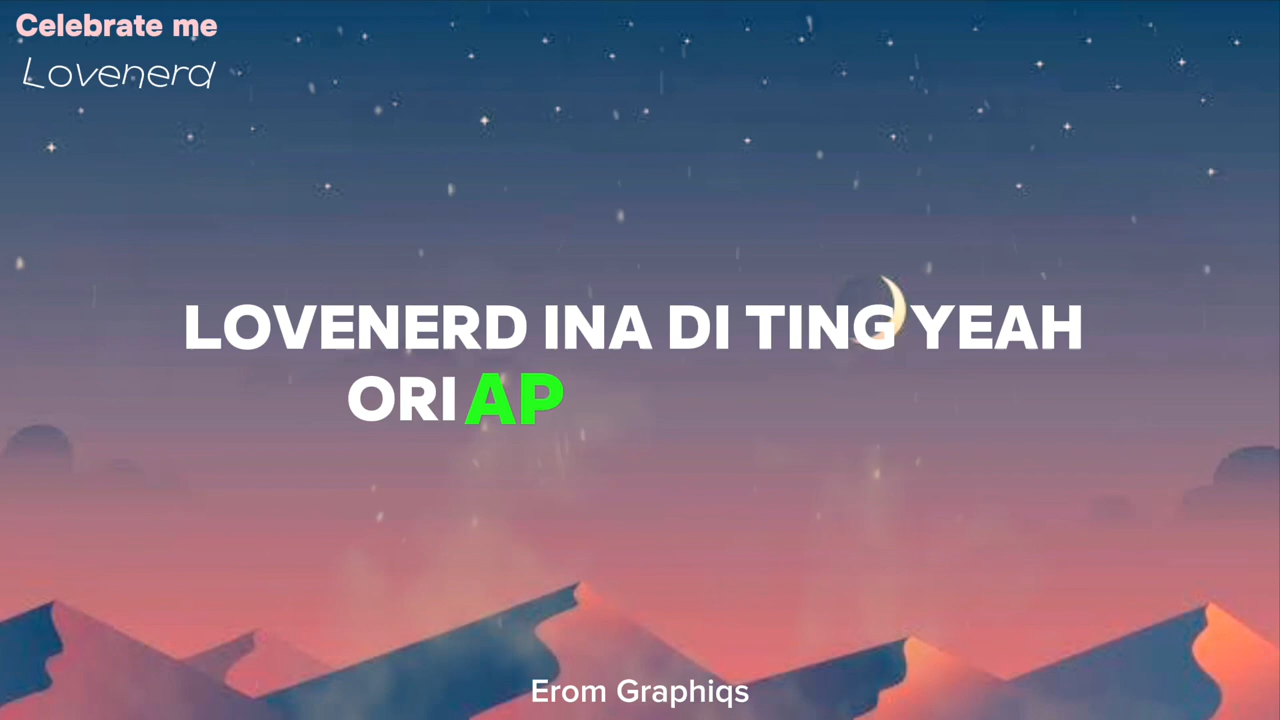 Celebrate me
Lovenerd
LOVENERD INA DI TING YEAH
ORI AP
Erom Graphiqs